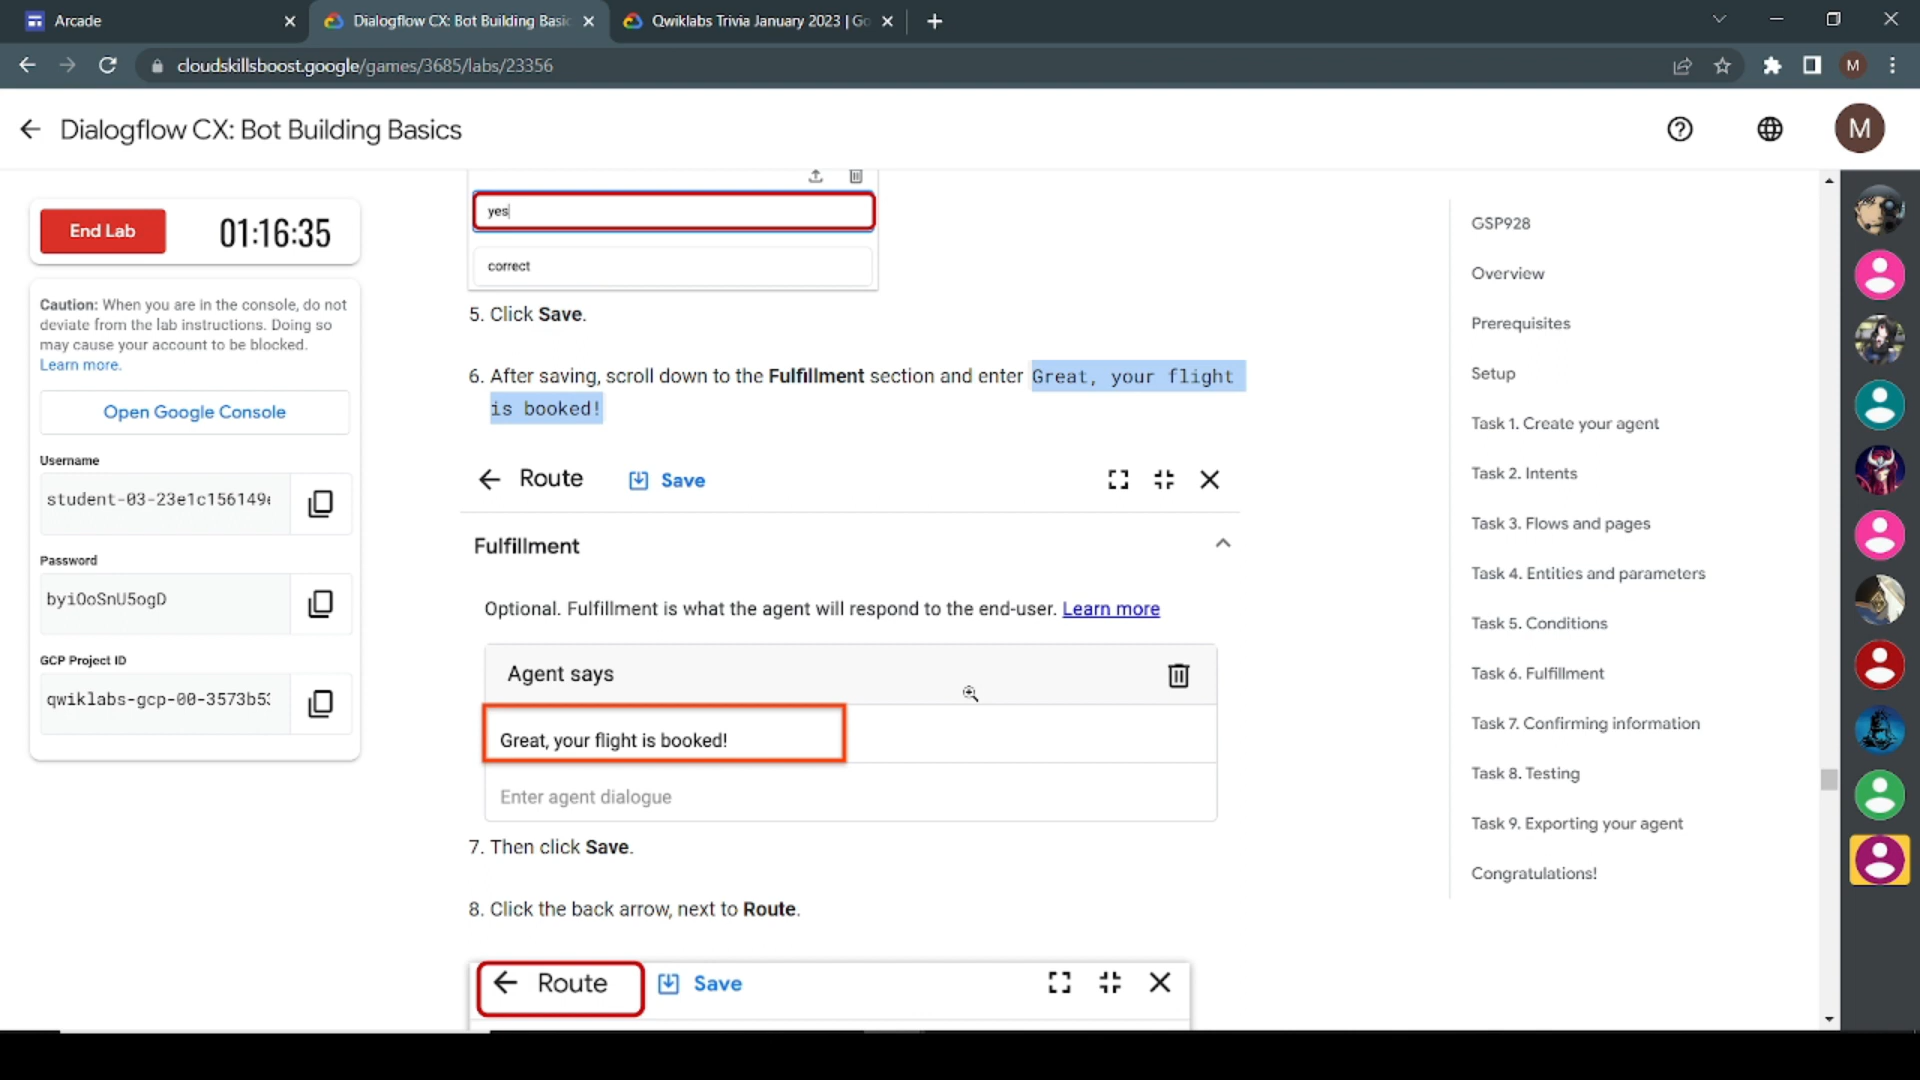 Arcade
Dialogflow CX: Bot Building Basic
Qwiklabs Trivia January 2023 | Go
cloudskillsboost.google/games/3685/labs/23356
M
Dialogflow CX: Bot Building Basics
M
End Lab
01:16:35
Caution: When you are in the console, do not
deviate from the lab instructions. Doing so
may cause your account to be blocked.
Learn more.
Open Google Console
Username
student-03-23e1c156149
Password
byiOoSnU5ogD
GCP Project ID
qwiklabs-gcp-00-3573b5
yes
correct
5. Click Save.
6. After saving, scroll down to the Fulfillment section and enter Great, your flight
is booked!
Route
Save
Fulfillment
Optional. Fulfillment is what the agent will respond to the end-user. Learn more
Agent says
Great, your flight is booked!
Enter agent dialogue
7. Then click Save.
8. Click the back arrow, next to Route.
Route
Save
GSP928
Overview
Prerequisites
Setup
Task 1. Create your agent
Task 2. Intents
Task 3. Flows and pages
Task 4. Entities and parameters
Task 5. Conditions
Task 6. Fulfillment
Task 7. Confirming information
Task 8. Testing
Task 9. Exporting your agent
Congratulations!